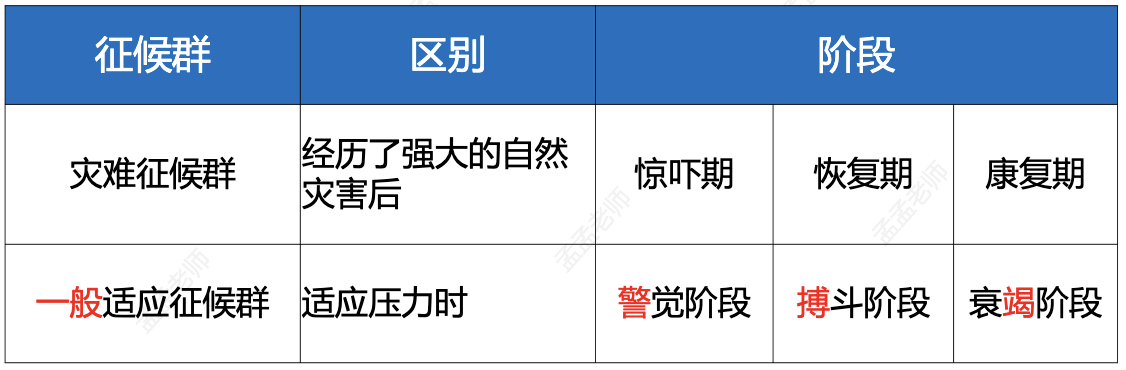 征候群 区别 阶段
灾难征候群 经历了强大的自然
灾害后 惊吓期 恢复期 康复期
一般适应征候群 适应压力时 警觉阶段 搏斗阶段 衰竭阶段
孟孟老师
孟孟老师
孟孟老师